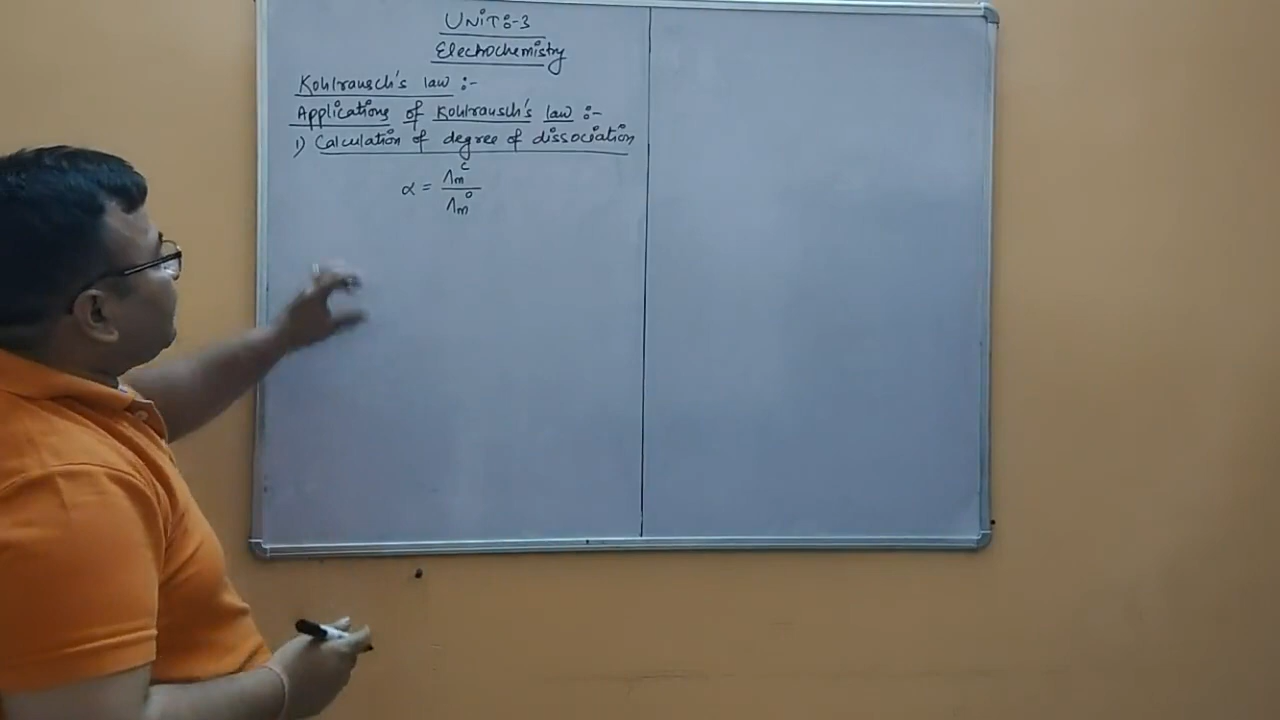 UNIT:-3
Electrochemistry
Kohlrausch's law :-
Applications of Kohlrausch's law :-
1) Calculation of degree of dissociation
α = Λm^c / Λm^o